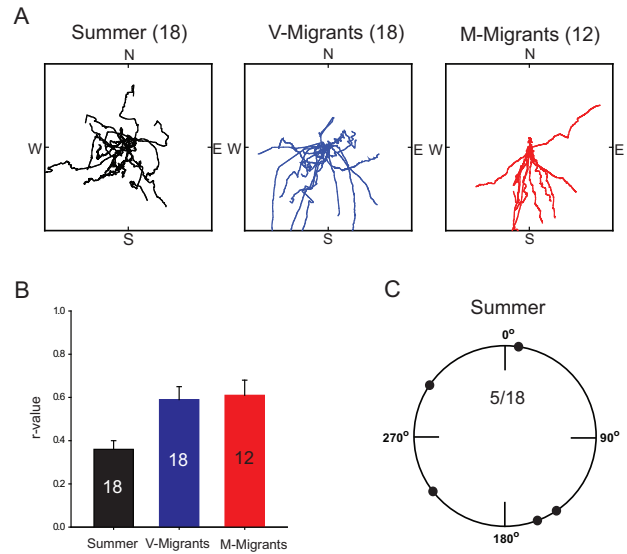 A
Summer (18)
V-Migrants (18)
M-Migrants (12)
N
N
N
W
E
W
E
W
E
S
S
S
B
1.0
0.8
0.6
0.4
0.2
0.0
r-value
18
18
12
Summer
V-Migrants
M-Migrants
C
Summer
0°
5/18
270°
90°
180°